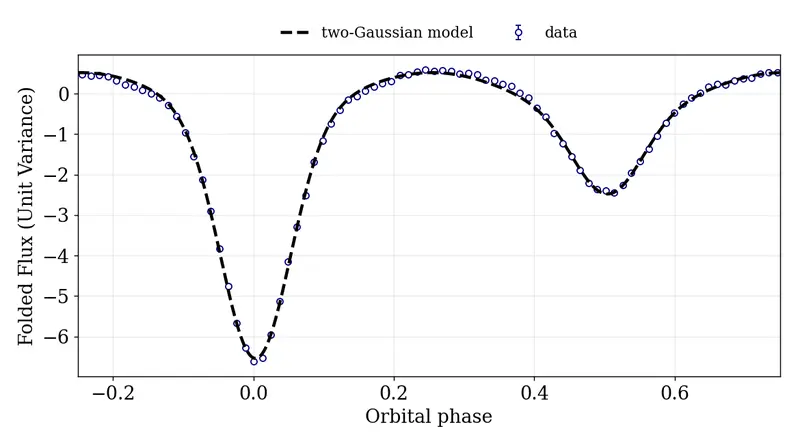 two-Gaussian model data
Folded Flux (Unit Variance)
0
−1
−2
−3
−4
−5
−6
−0.2 0.0 0.2 0.4 0.6
Orbital phase